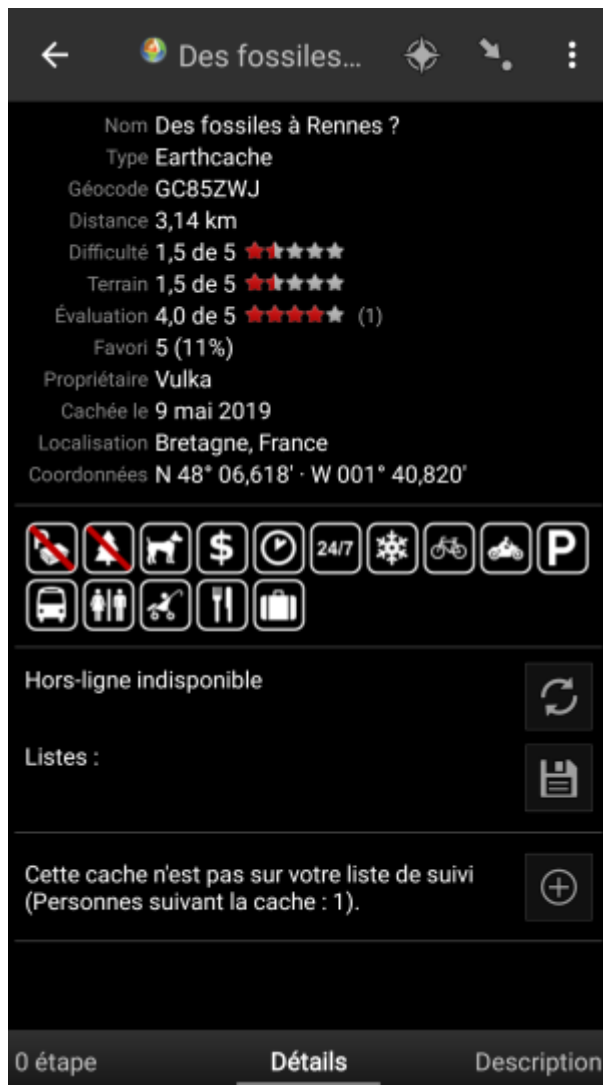 Des fossiles...
Nom Des fossiles à Rennes ?
Type Earthcache
Géocode GC85ZWJ
Distance 3,14 km
Difficulté 1,5 de 5
Terrain 1,5 de 5
Évaluation 4,0 de 5 (1)
Favori 5 (11%)
Propriétaire Vulka
Cachée le 9 mai 2019
Localisation Bretagne, France
Coordonnées N 48° 06,618' · W 001° 40,820'
$ 24/7 P
Hors-ligne indisponible
Listes :
Cette cache n'est pas sur votre liste de suivi
(Personnes suivant la cache : 1).
0 étape Détails Description